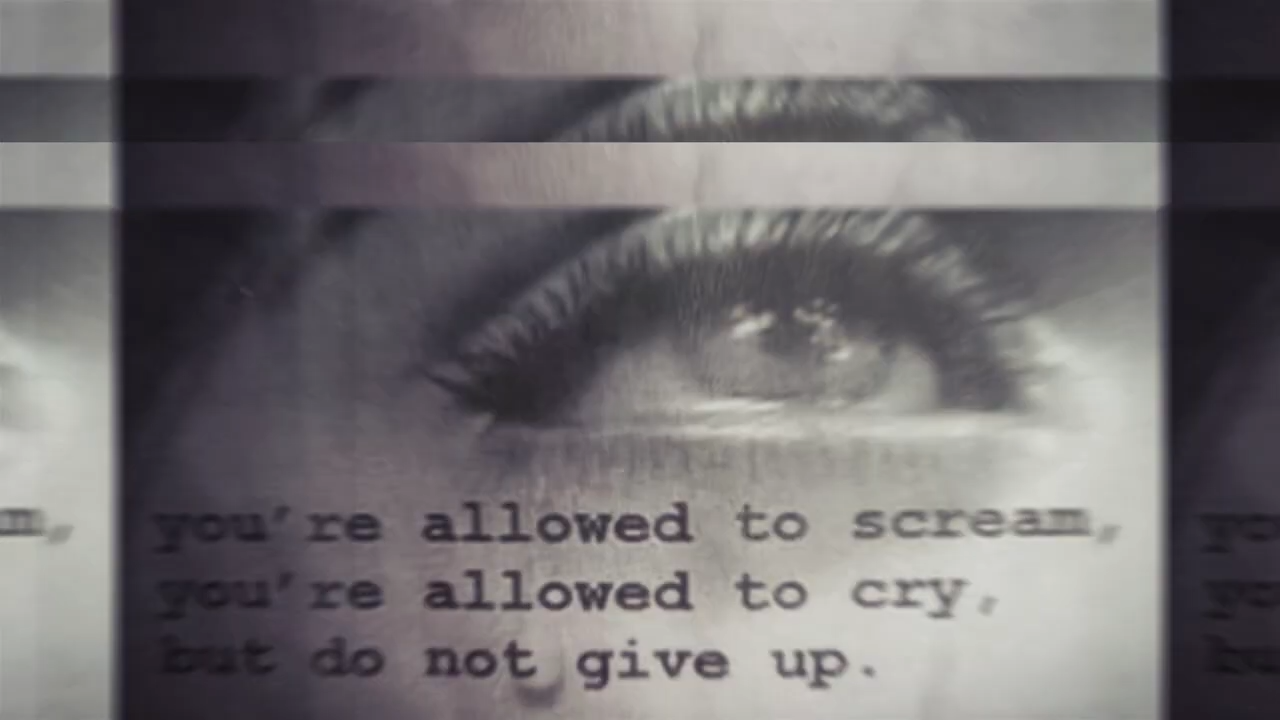 you're allowed to scream,
you're allowed to cry,
but do not give up.